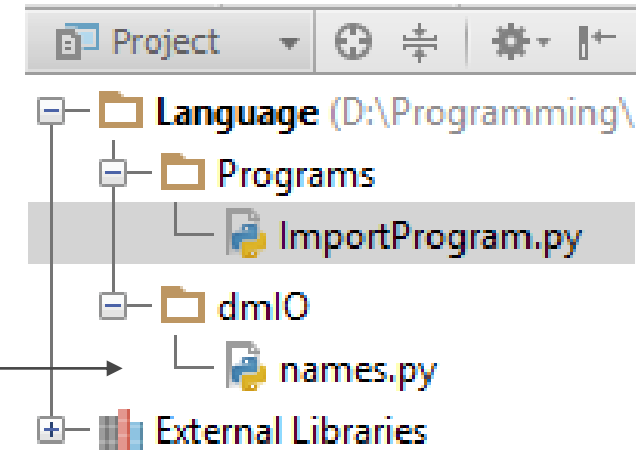 Project
Language (D:\Programming\
Programs
ImportProgram.py
dmIO
names.py
External Libraries